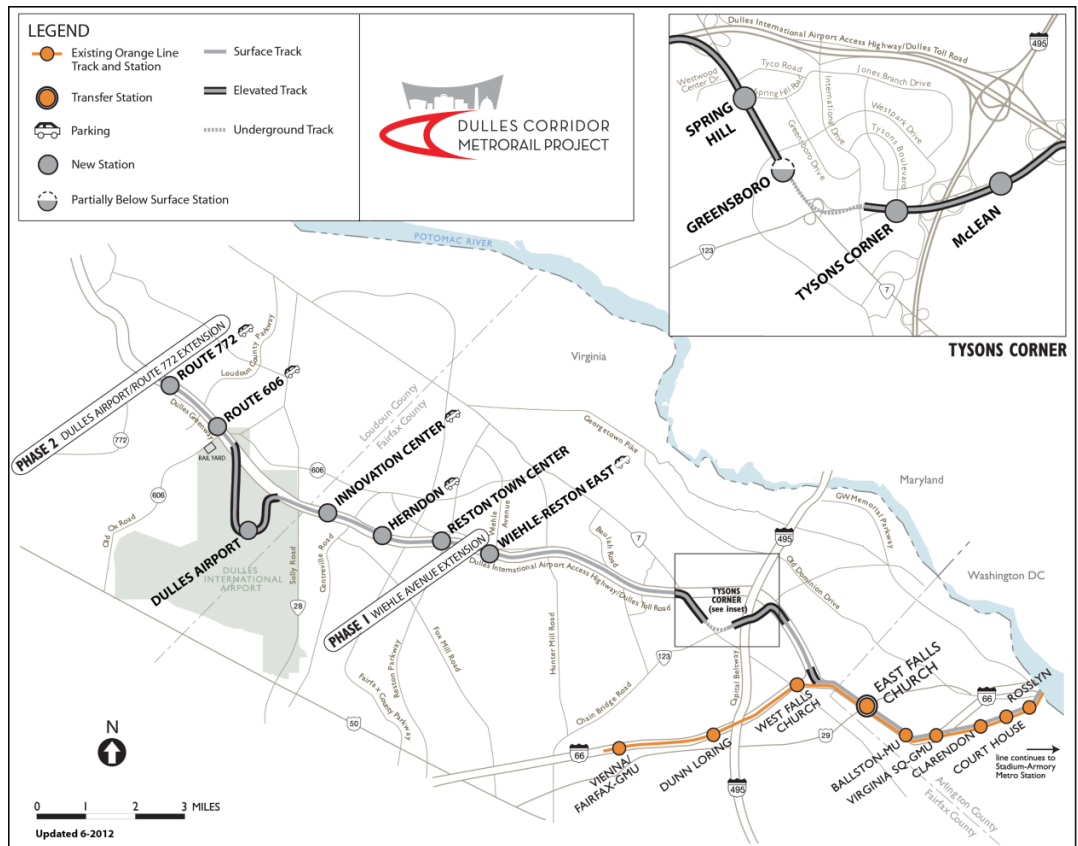 LEGEND
Existing Orange Line
Track and Station
Transfer Station
Parking
New Station
Partially Below Surface Station
Surface Track
Elevated Track
Underground Track
DULLES CORRIDOR
METRORAIL PROJECT
Dulles International Airport Access Highway/Dulles Toll Road
495
Westwood
Center Dr.
Tyco Road
Spring Hill Road
Jones Branch Drive
International Drive
Westpark Drive
Greensboro Drive
Tysons Boulevard
SPRING
HILL
GREENSBORO
TYSONS CORNER
McLEAN
123
7
TYSONS CORNER
POTOMAC RIVER
Virginia
Maryland
Washington DC
PHASE 2 DULLES AIRPORT/ROUTE 772 EXTENSION
ROUTE 772
Loudoun County Parkway
ROUTE 606
Dulles Greenway
772
RAIL YARD
606
606
Old Ox Road
Loudoun County
Fairfax County
INNOVATION CENTER
HERNDON
RESTON TOWN CENTER
Wiehle
Avenue
WIEHLE-RESTON EAST
PHASE 1 WIEHLE AVENUE EXTENSION
DULLES AIRPORT
DULLES
INTERNATIONAL
AIRPORT
Sully Road
28
Centreville Road
Georgetown Pike
Beulah Road
7
Dulles International Airport Access Highway/Dulles Toll Road
495
GW Memorial Parkway
Old Dominion Drive
TYSONS
CORNER
(see inset)
123
Reston Parkway
Fairfax County
Parkway
Fox Mill Road
Hunter Mill Road
Chain Bridge Road
Capital Beltway
50
66
VIENNA/
FAIRFAX-GMU
DUNN LORING
WEST FALLS
CHURCH
EAST FALLS
CHURCH
29
495
BALLSTON-MU
VIRGINIA SQ-GMU
CLARENDON
COURT HOUSE
ROSSLYN
66
line continues to
Stadium-Armory
Metro Station
Arlington County
Fairfax County
N
0 1 2 3 MILES
Updated 6-2012